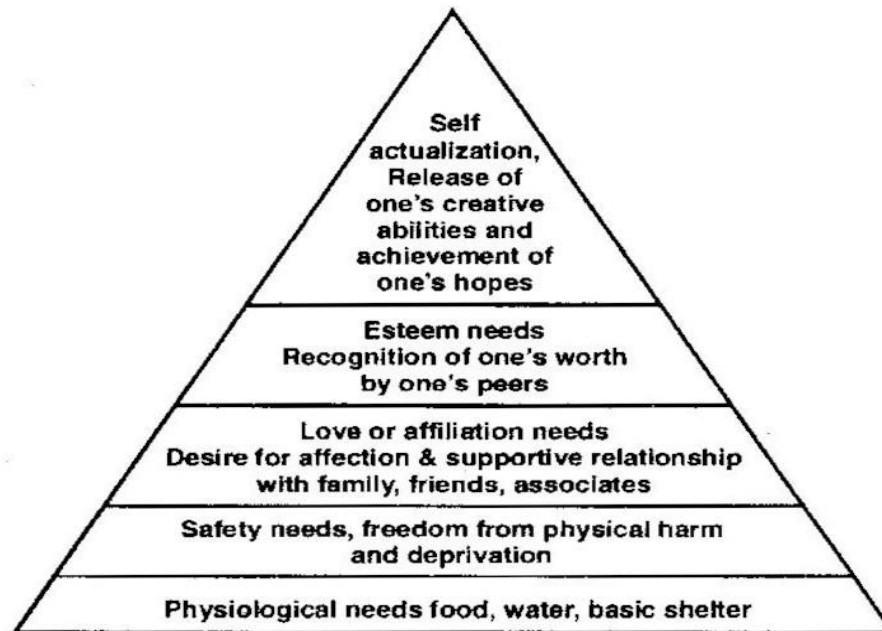 Self
actualization,
Release of
one's creative
abilities and
achievement of
one's hopes
Esteem needs
Recognition of one's worth
by one's peers
Love or affiliation needs
Desire for affection & supportive relationship
with family, friends, associates
Safety needs, freedom from physical harm
and deprivation
Physiological needs food, water, basic shelter